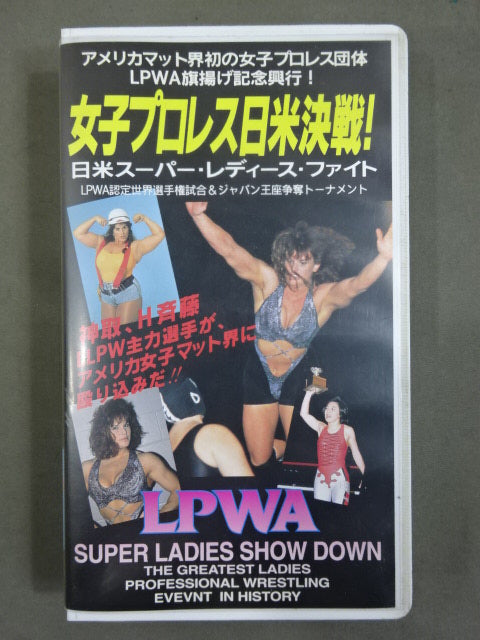 アメリカマット界初の女子プロレス団体
LPWA旗揚げ記念興行!
女子プロレス日米決戦!
日米スーパー・レディース・ファイト
LPWA認定世界選手権試合&ジャパン王座争奪トーナメント
神取、H斉藤
LLPW主力選手が、
アメリカ女子マット界に
殴り込みだ!!
LPWA
SUPER LADIES SHOW DOWN
THE GREATEST LADIES
PROFESSIONAL WRESTLING
EVEVNT IN HISTORY